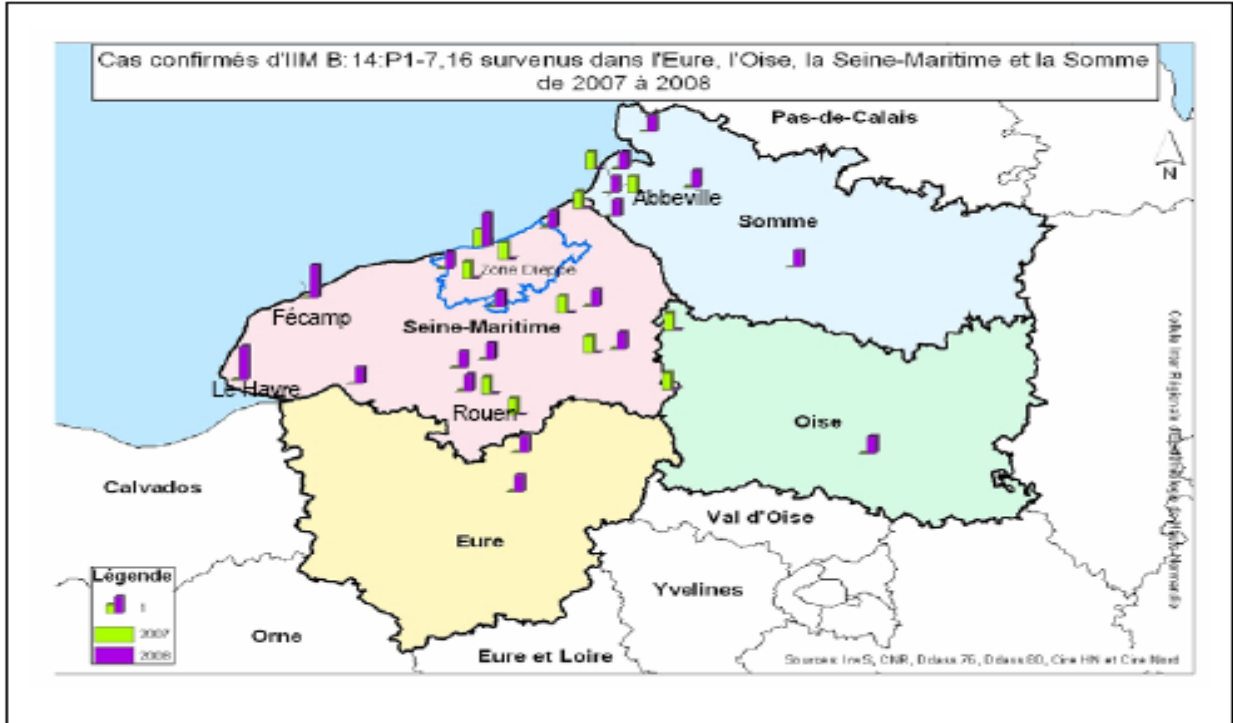 Cas confirmés d'IIM B:14:P1-7,16 survenus dans l'Eure, l'Oise, la Seine-Maritime et la Somme
de 2007 à 2008
Pas-de-Calais
N
Abbeville
Somme
Zone Dieppe
Fécamp
Seine-Maritime
Le Havre
Rouen
Oise
Calvados
Val d'Oise
Eure
Yvelines
Légende
1
2007
2008
Orne
Eure et Loire
Sources: InvS, CNR, Ddass 76, Ddass 80, Cire HN et Cire Nord